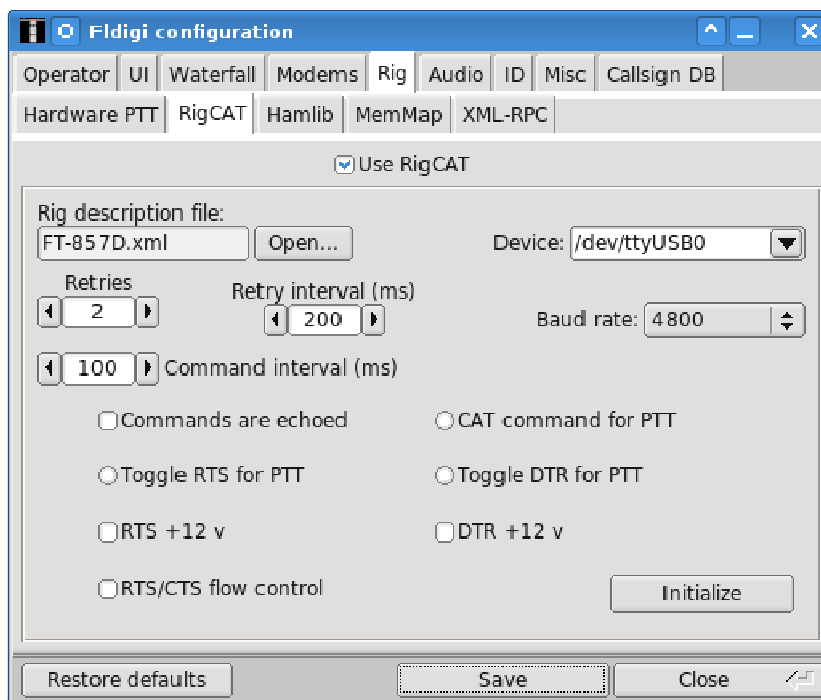 Fldigi configuration
Operator UI Waterfall Modems Rig Audio ID Misc Callsign DB
Hardware PTT RigCAT Hamlib MemMap XML-RPC
Use RigCAT
Rig description file:
FT-857D.xml Open... Device: /dev/ttyUSB0
Retries Retry interval (ms)
2 200 Baud rate: 4800
100 Command interval (ms)
Commands are echoed CAT command for PTT
Toggle RTS for PTT Toggle DTR for PTT
RTS +12 v DTR +12 v
RTS/CTS flow control Initialize
Restore defaults Save Close